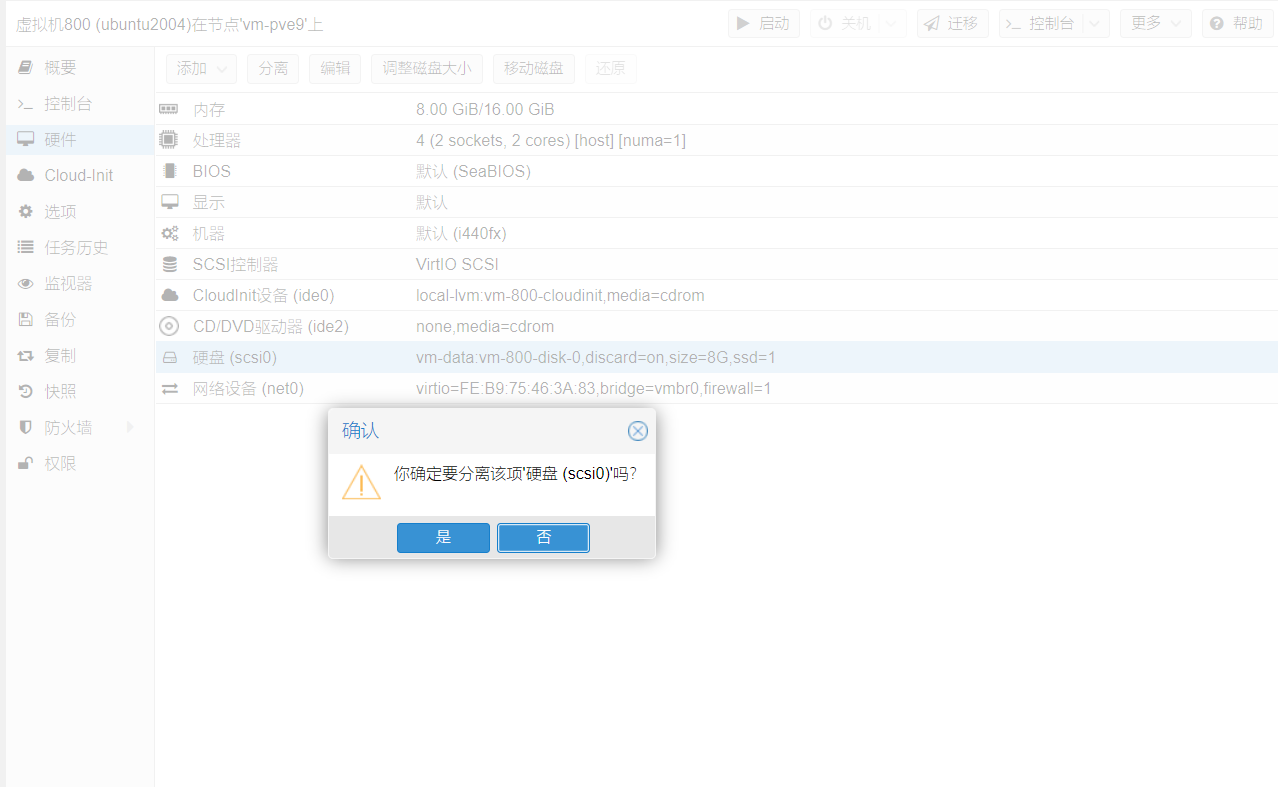 虚拟机800 (ubuntu2004)在节点'vm-pve9'上
启动 关机 迁移 控制台 更多 帮助
概要
控制台
硬件
Cloud-Init
选项
任务历史
监视器
备份
复制
快照
防火墙
权限
添加 分离 编辑 调整磁盘大小 移动磁盘 还原
内存 8.00 GiB/16.00 GiB
处理器 4 (2 sockets, 2 cores) [host] [numa=1]
BIOS 默认 (SeaBIOS)
显示 默认
机器 默认 (i440fx)
SCSI控制器 VirtIO SCSI
CloudInit设备 (ide0) local-lvm:vm-800-cloudinit,media=cdrom
CD/DVD驱动器 (ide2) none,media=cdrom
硬盘 (scsi0) vm-data:vm-800-disk-0,discard=on,size=8G,ssd=1
网络设备 (net0) virtio=FE:B9:75:46:3A:83,bridge=vmbr0,firewall=1
确认
你确定要分离该项'硬盘 (scsi0)'吗?
是 否